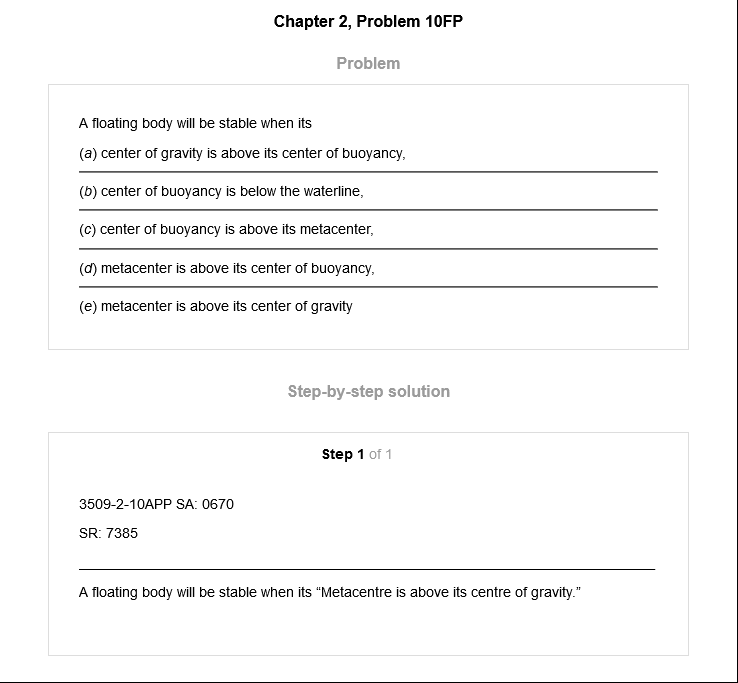 Chapter 2, Problem 10FP
Problem
A floating body will be stable when its
(a) center of gravity is above its center of buoyancy,
(b) center of buoyancy is below the waterline,
(c) center of buoyancy is above its metacenter,
(d) metacenter is above its center of buoyancy,
(e) metacenter is above its center of gravity
Step-by-step solution
Step 1 of 1
3509-2-10APP SA: 0670
SR: 7385
A floating body will be stable when its “Metacentre is above its centre of gravity.”